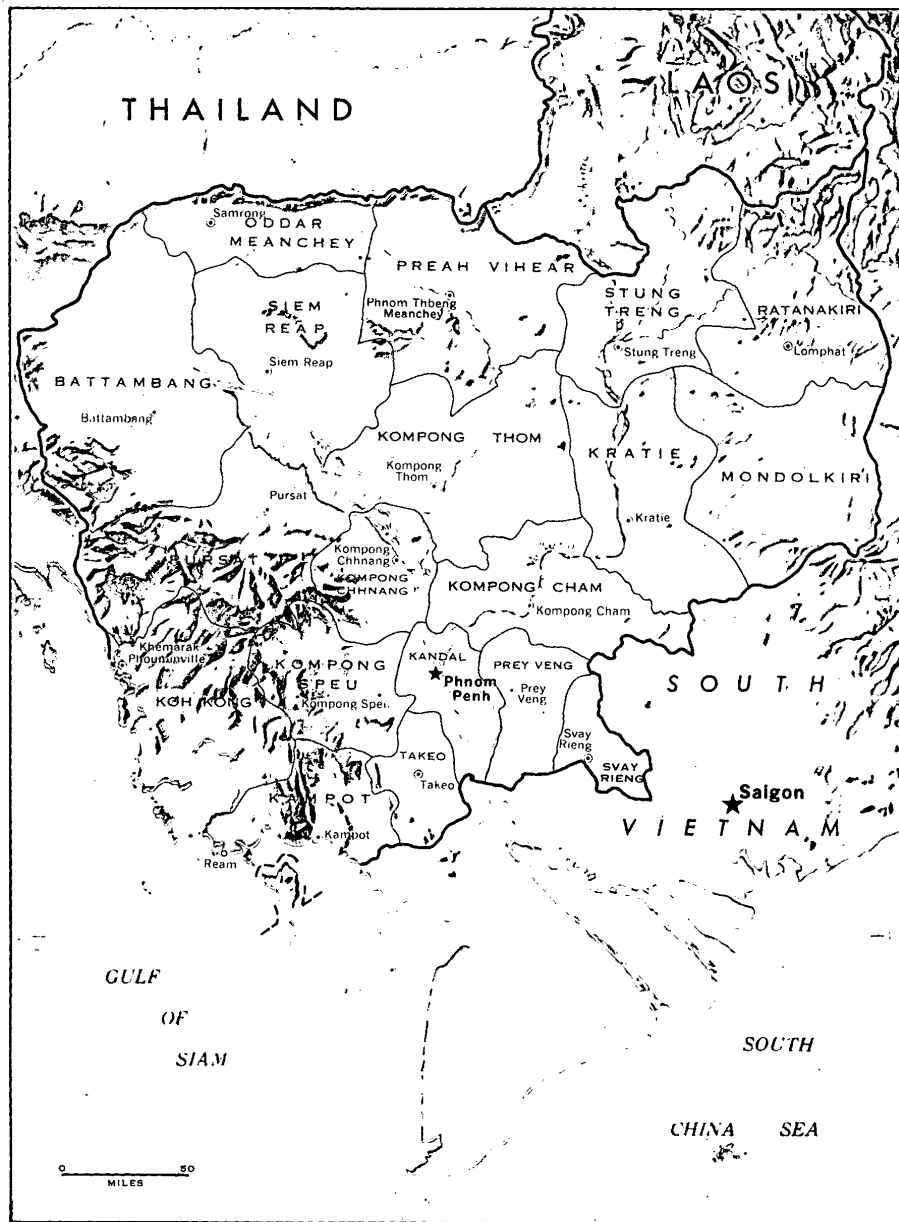 THAILAND
LAOS
Samrong
ODDAR
MEANCHEY
PREAH VIHEAR
Phnom Thbeng
Meanchey
SIEM
REAP
Siem Reap
STUNG
TRENG
Stung Treng
RATANAKIRI
Lomphat
BATTAMBANG
Battambang
KOMPONG THOM
Kompong
Thom
KRATIE
Kratie
MONDOLKIRI
Pursat
PURSAT
Kompong
Chhnang
KOMPONG
CHHNANG
KOMPONG CHAM
Kompong Cham
Khemarak
Phouminville
KOH KONG
KOMPONG
SPEU
Kompong Speu
KANDAL
Phnom
Penh
PREY VENG
Prey
Veng
Svay
Rieng
SVAY
RIENG
TAKEO
Takeo
KAMPOT
Kampot
Ream
SOUTH
VIETNAM
Saigon
GULF
OF
SIAM
SOUTH
CHINA SEA
0 50
MILES